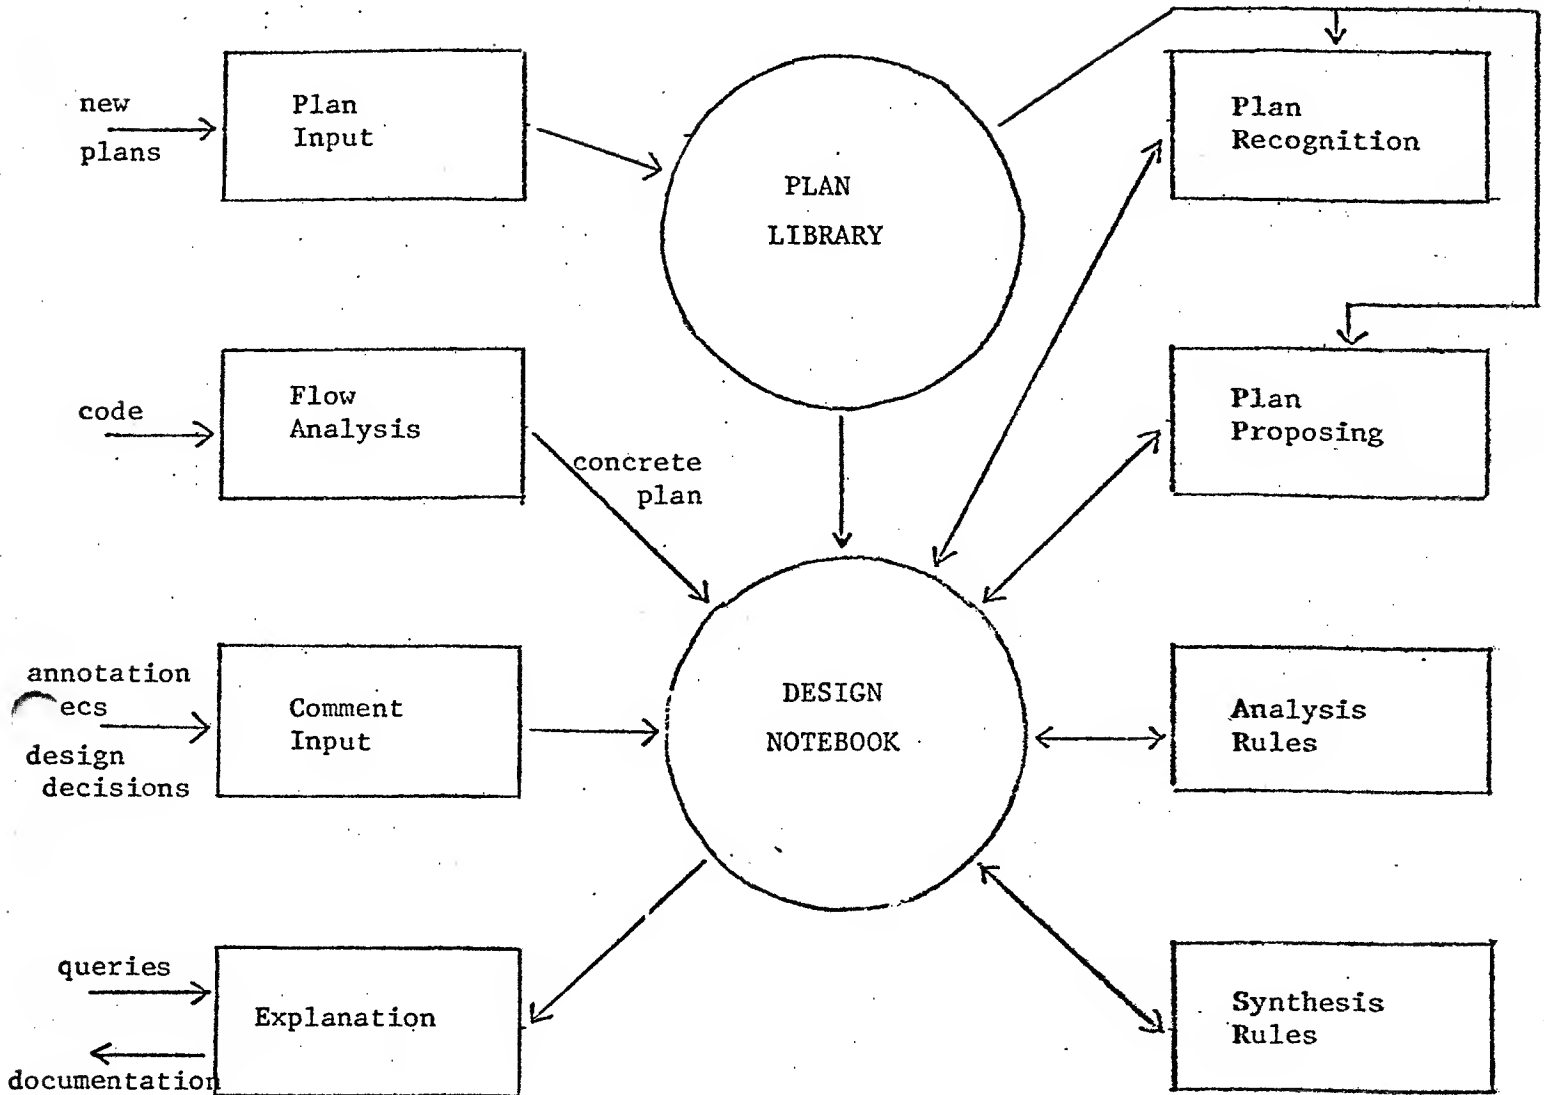 new
plans
Plan
Input
PLAN
LIBRARY
Plan
Recognition
code
Flow
Analysis
concrete
plan
Plan
Proposing
annotation
ecs
design
decisions
Comment
Input
DESIGN
NOTEBOOK
Analysis
Rules
queries
documentation
Explanation
Synthesis
Rules